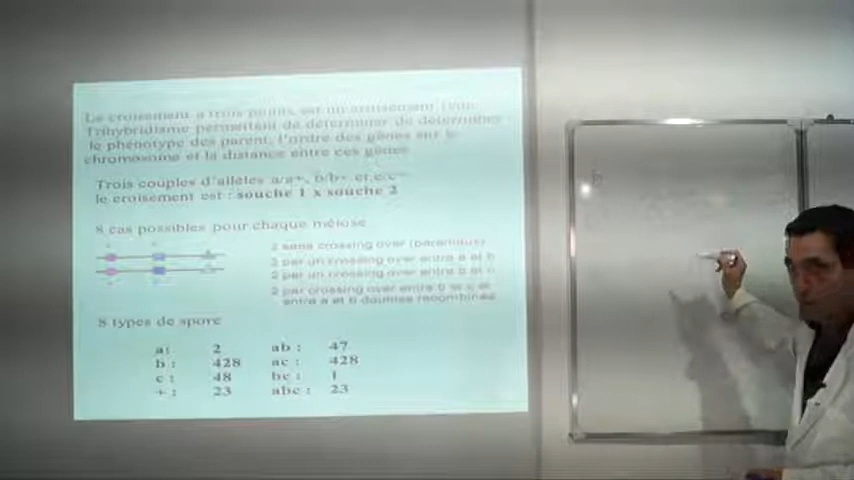 Le croisement a trois points, est un croisement type
Trihybridisme permettant de déterminer de déterminer
le phénotype des parent, l'ordre des gènes sur le
chromosome et la distance entre ces gènes
Trois couples d'allèles a/a+, b/b+ et c/c+
le croisement est : souche 1 x souche 2
8 cas possibles pour chaque méiose
2 sans crossing over (parentaux)
2 par un crossing over entre a et b
2 par un crossing over entre b et c
2 par crossing over entre b et c et
entre a et b doubles recombinés
8 types de spore
a: 2 ab : 47
b : 428 ac : 428
c : 48 bc : 1
+ : 23 abc : 23
b